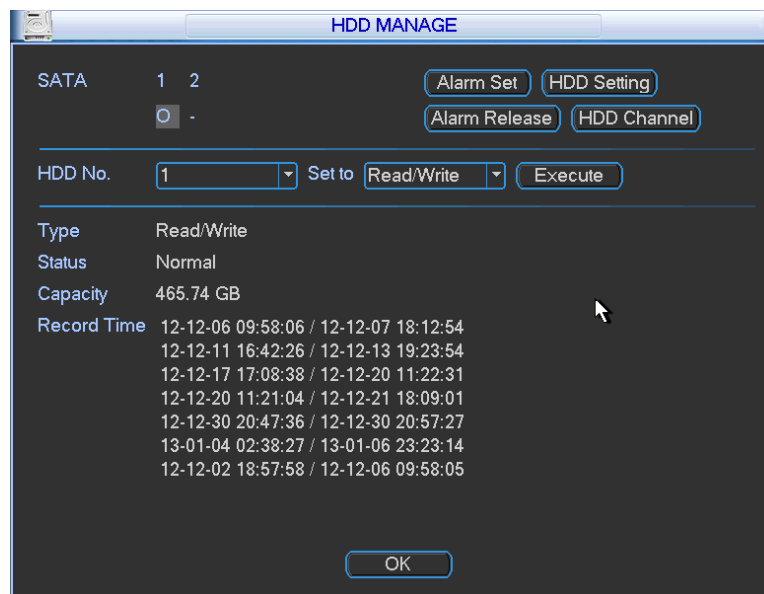 HDD MANAGE
SATA 1 2 Alarm Set HDD Setting
O - Alarm Release HDD Channel
HDD No. 1 Set to Read/Write Execute
Type Read/Write
Status Normal
Capacity 465.74 GB
Record Time 12-12-06 09:58:06 / 12-12-07 18:12:54
12-12-11 16:42:26 / 12-12-13 19:23:54
12-12-17 17:08:38 / 12-12-20 11:22:31
12-12-20 11:21:04 / 12-12-21 18:09:01
12-12-30 20:47:36 / 12-12-30 20:57:27
13-01-04 02:38:27 / 13-01-06 23:23:14
12-12-02 18:57:58 / 12-12-06 09:58:05
OK